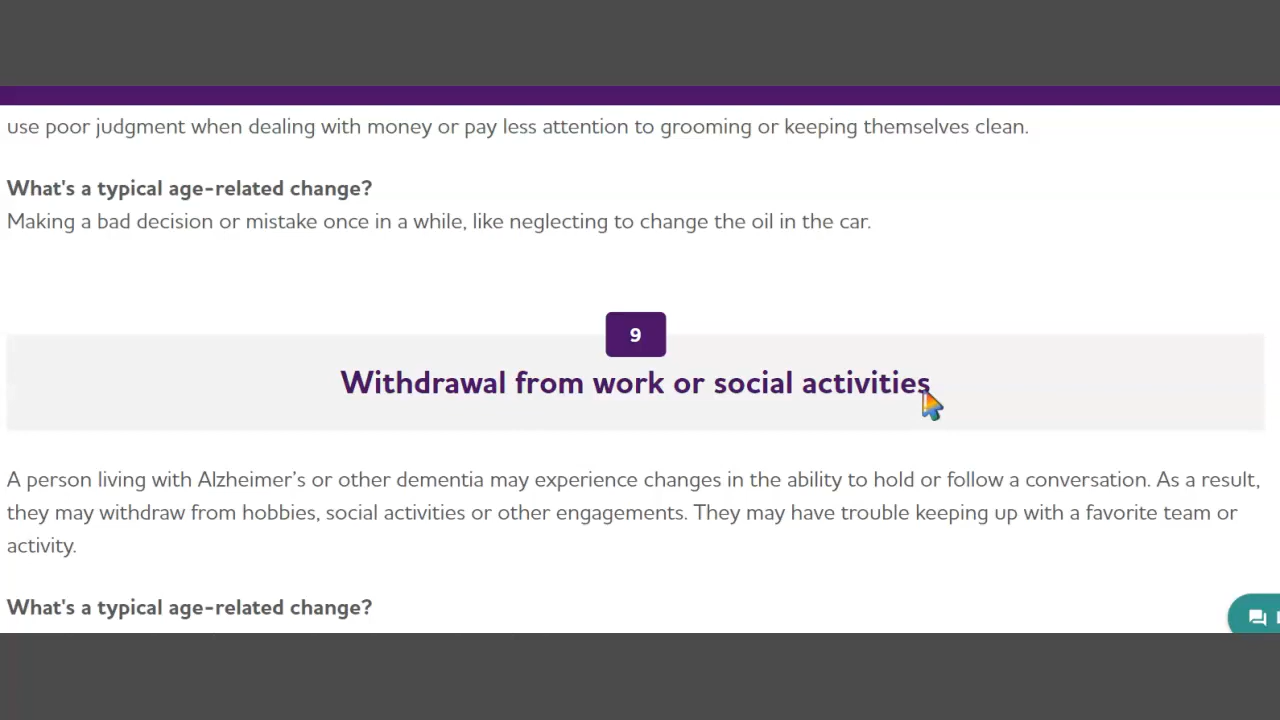 use poor judgment when dealing with money or pay less attention to grooming or keeping themselves clean.
What's a typical age-related change?
Making a bad decision or mistake once in a while, like neglecting to change the oil in the car.
9
Withdrawal from work or social activities
A person living with Alzheimer’s or other dementia may experience changes in the ability to hold or follow a conversation. As a result,
they may withdraw from hobbies, social activities or other engagements. They may have trouble keeping up with a favorite team or
activity.
What's a typical age-related change?